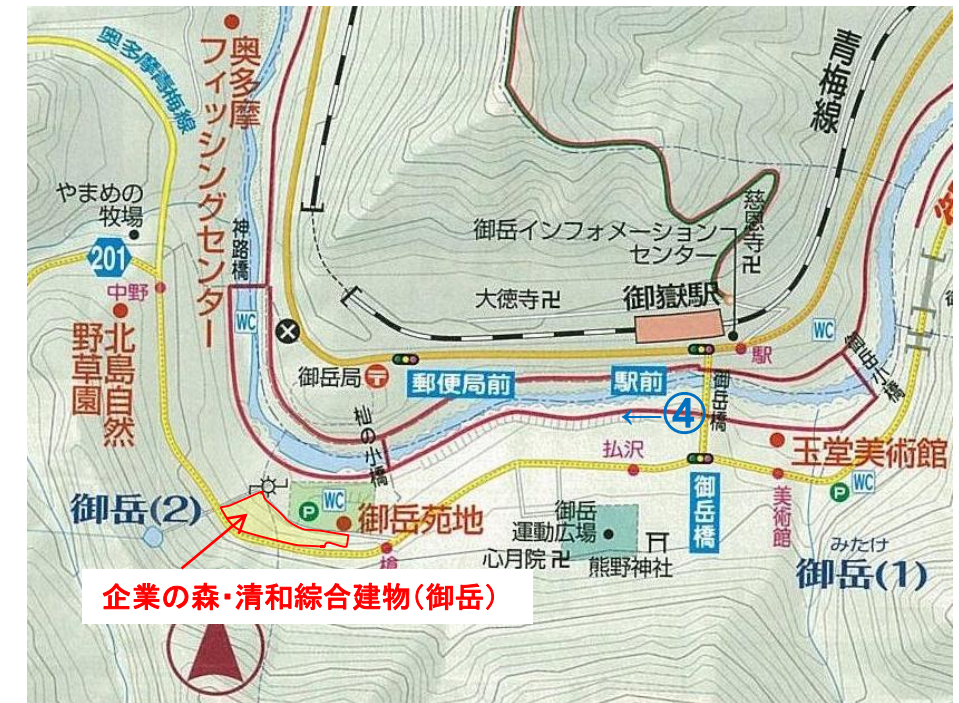 奥多摩青梅線
奥多摩
フィッシングセンター
青梅線
やまめの
牧場
神路橋
慈恩寺卍
御岳インフォメーション
センター
201
中野
大徳寺卍
御嶽駅
WC
WC
北島自然
野草園
御岳局
〒
郵便局前
駅前
駅
御岳小橋
御岳橋
杣の小橋
←④
払沢
玉堂美術館
御岳(2)
WC
P
御岳苑地
御岳
運動広場
御岳橋
美術館
P
WC
心月院卍
熊野神社
みたけ
御岳(1)
企業の森・清和綜合建物(御岳)